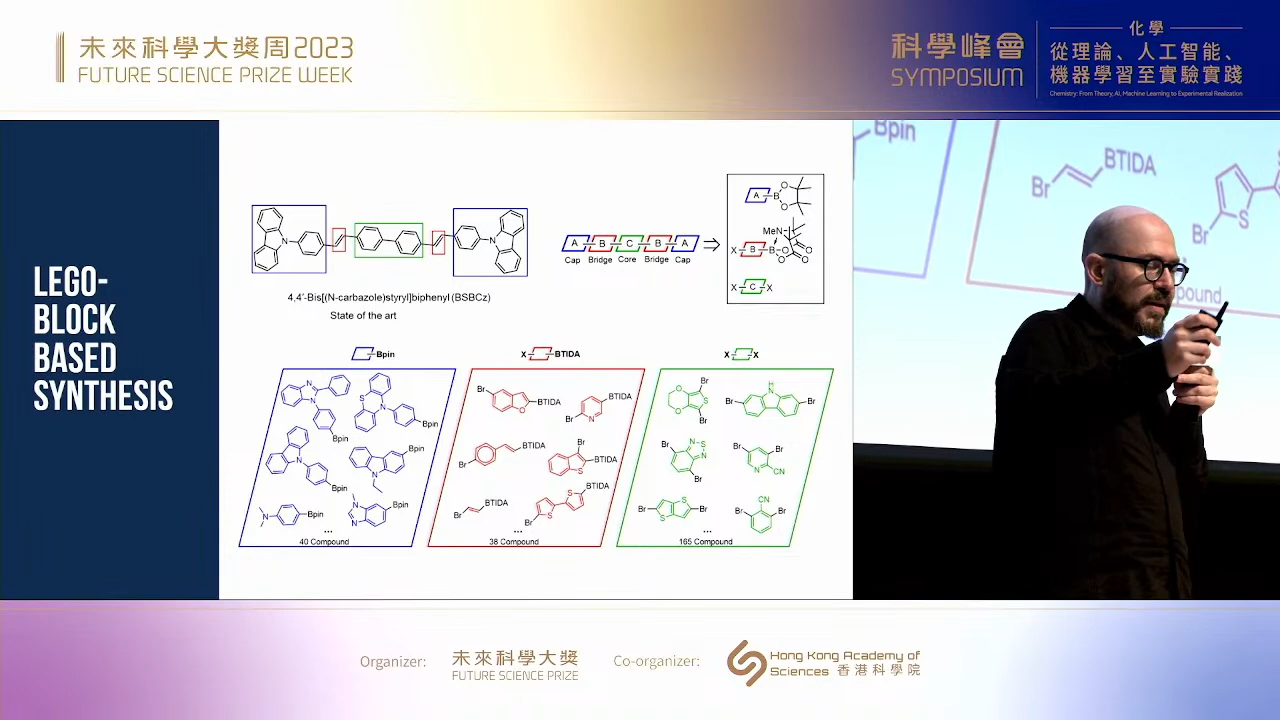 未來科學大獎周2023
FUTURE SCIENCE PRIZE WEEK
科學峰會
SYMPOSIUM
化學
從理論、人工智能、
機器學習至實驗實踐
Chemistry: From Theory, AI, Machine Learning to Experimental Realization
LEGO-
BLOCK
BASED
SYNTHESIS
N
N
4,4'-Bis[(N-carbazole)styryl]biphenyl (BSBCz)
State of the art
A B C B A
Cap Bridge Core Bridge Cap
A B O O
MeN
X B B O O O O
X C X
Bpin
X BTIDA
X X
N N Bpin
S N Bpin
N Bpin
Bpin N
N Bpin
N N Bpin
...
40 Compound
Br O BTIDA
Br N BTIDA
Br BTIDA
Br S BTIDA
Br BTIDA
Br S S BTIDA
...
38 Compound
O O S Br Br
Br H N Br
Br N S N Br
Br Br N CN
Br S S Br
CN Br Br
...
165 Compound
Bpin
Br BTIDA
Br S S
pound
Organizer:
未來科學大獎
FUTURE SCIENCE PRIZE
Co-organizer:
Hong Kong Academy of
Sciences 香港科學院